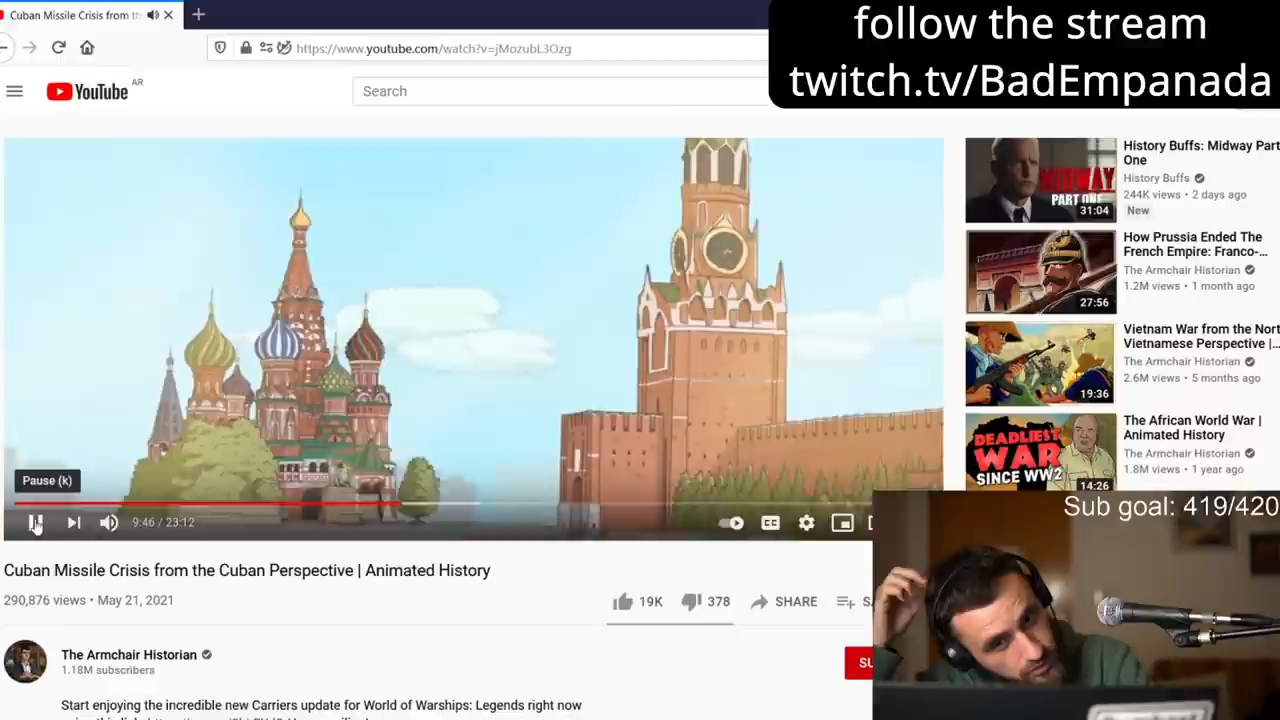 Cuban Missile Crisis from th
follow the stream
twitch.tv/BadEmpanada
https://www.youtube.com/watch?v=jMozubL3Ozg
YouTube AR
Search
History Buffs: Midway Part
One
History Buffs
244K views • 2 days ago
New
MIDWAY
PART ONE
31:04
How Prussia Ended The
French Empire: Franco-...
The Armchair Historian
1.2M views • 1 month ago
27:56
Vietnam War from the Nort
Vietnamese Perspective |...
The Armchair Historian
2.6M views • 5 months ago
19:36
The African World War |
Animated History
The Armchair Historian
1.8M views • 1 year ago
DEADLIEST
WAR
SINCE WW2
14:26
Pause (k)
9:46 / 23:12
CC
Sub goal: 419/420
Cuban Missile Crisis from the Cuban Perspective | Animated History
290,876 views • May 21, 2021
19K
378
SHARE
The Armchair Historian
1.18M subscribers
Start enjoying the incredible new Carriers update for World of Warships: Legends right now